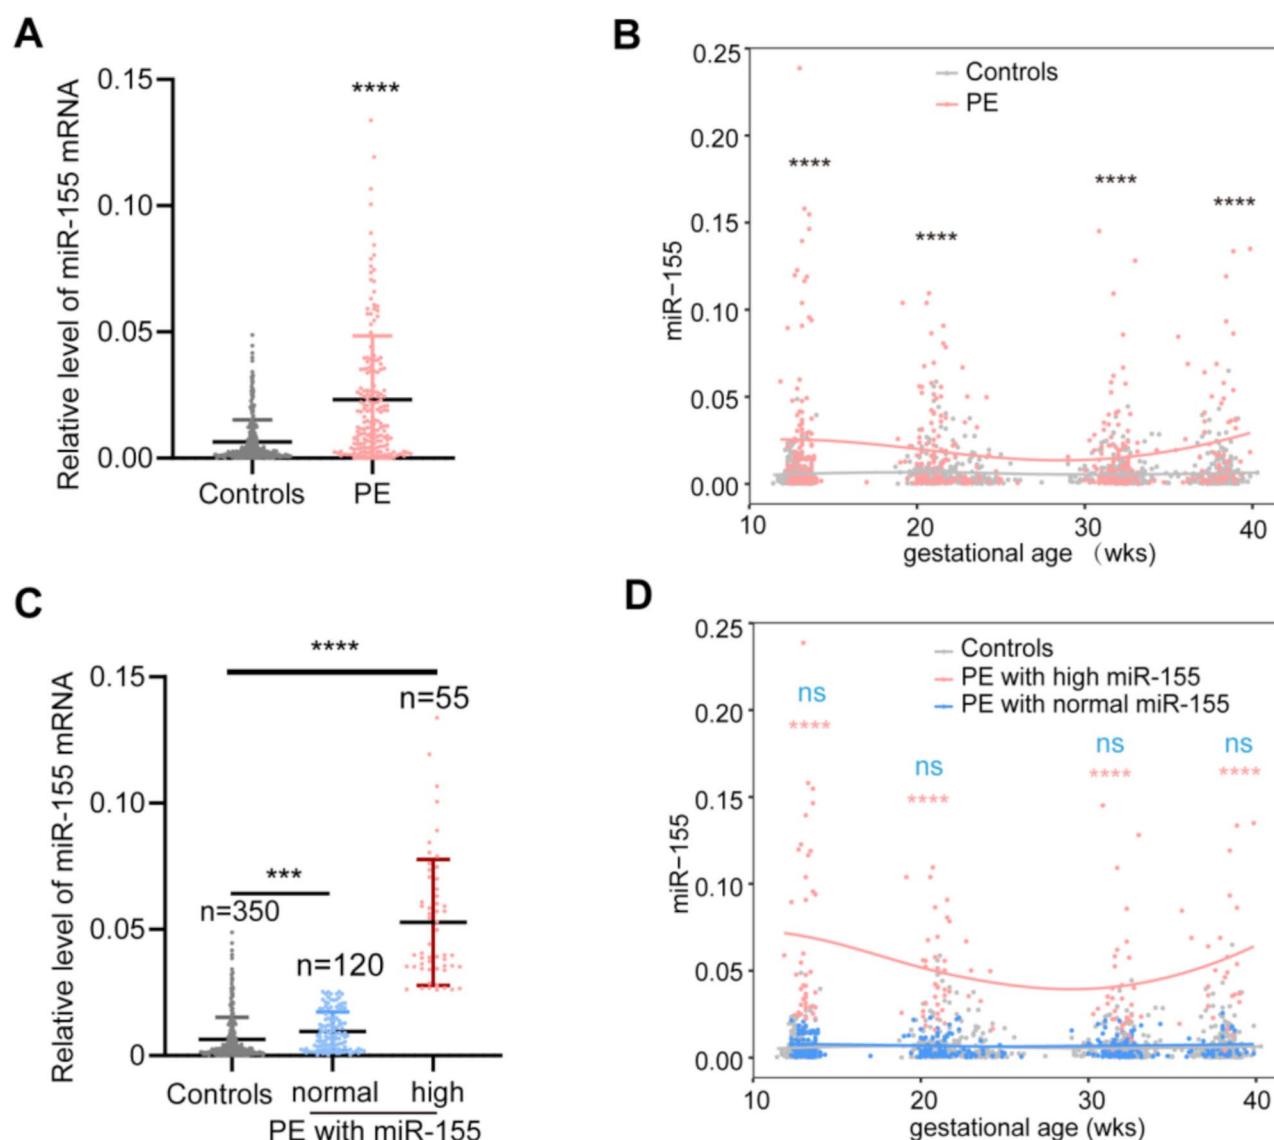 A
Relative level of miR-155 mRNA
0.15
0.10
0.05
0.00
****
Controls
PE
B
miR−155
0.25
0.20
0.15
0.10
0.05
0.00
Controls
PE
****
****
****
****
10
20
30
40
gestational age （wks)
C
Relative level of miR-155 mRNA
0.15
0.10
0.05
0
****
n=55
***
n=350
n=120
Controls
normal
high
PE with miR-155
D
miR−155
0.25
0.20
0.15
0.10
0.05
0.00
Controls
PE with high miR-155
PE with normal miR-155
ns
****
ns
****
ns
****
ns
****
10
20
30
40
gestational age (wks)